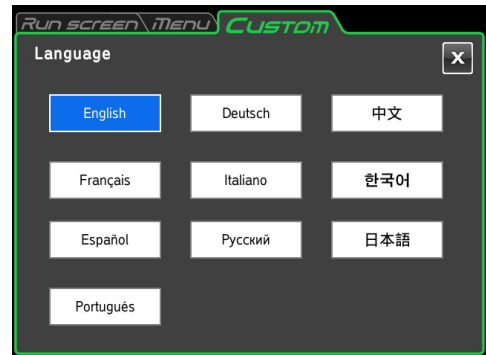 Run screen Menu Custom
Language
X
English Deutsch 中文
Français Italiano 한국어
Español Русский 日本語
Português